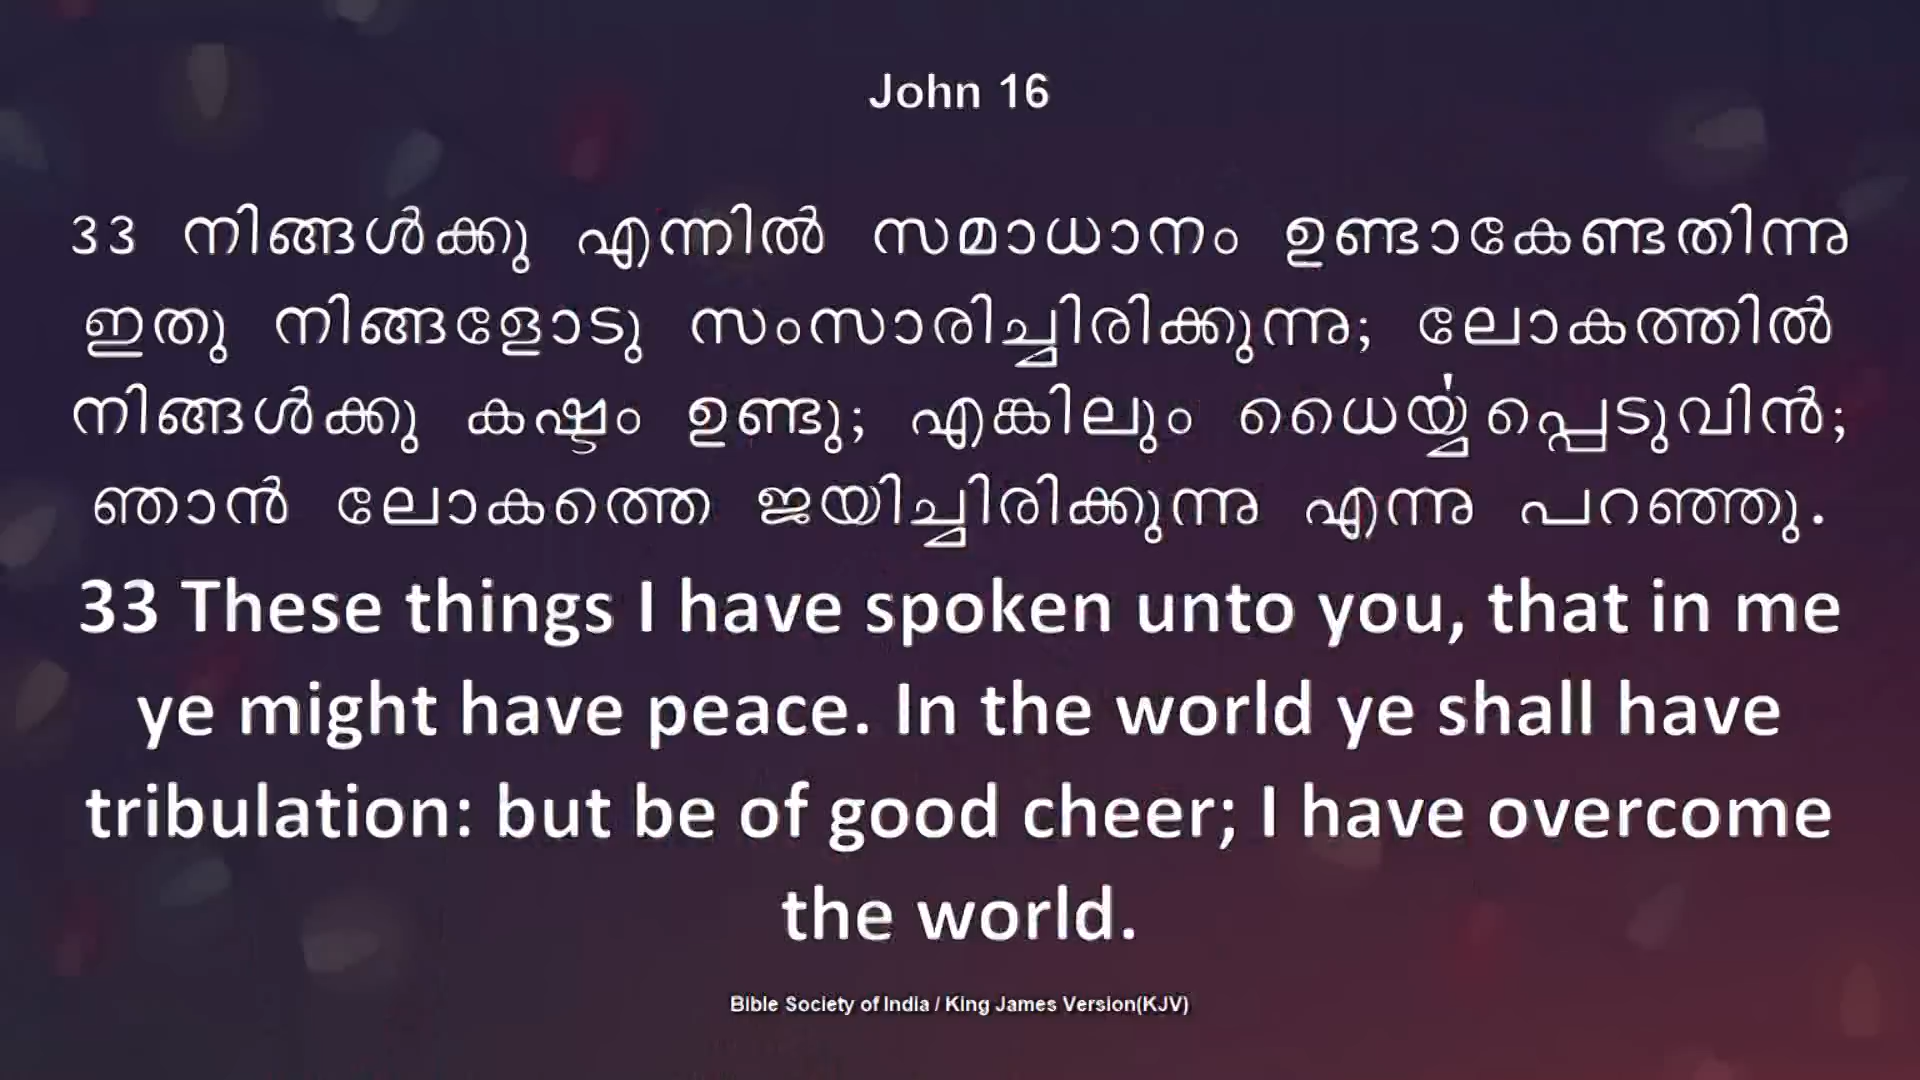 John 16
33 നിങ്ങൾക്കു എന്നിൽ സമാധാനം ഉണ്ടാകേണ്ടതിന്നു
ഇതു നിങ്ങളോടു സംസാരിച്ചിരിക്കുന്നു; ലോകത്തിൽ
നിങ്ങൾക്കു കഷ്ടം ഉണ്ടു; എങ്കിലും ധൈൎയ്യപ്പെടുവിൻ;
ഞാൻ ലോകത്തെ ജയിച്ചിരിക്കുന്നു എന്നു പറഞ്ഞു.
33 These things I have spoken unto you, that in me
ye might have peace. In the world ye shall have
tribulation: but be of good cheer; I have overcome
the world.
Bible Society of India / King James Version(KJV)